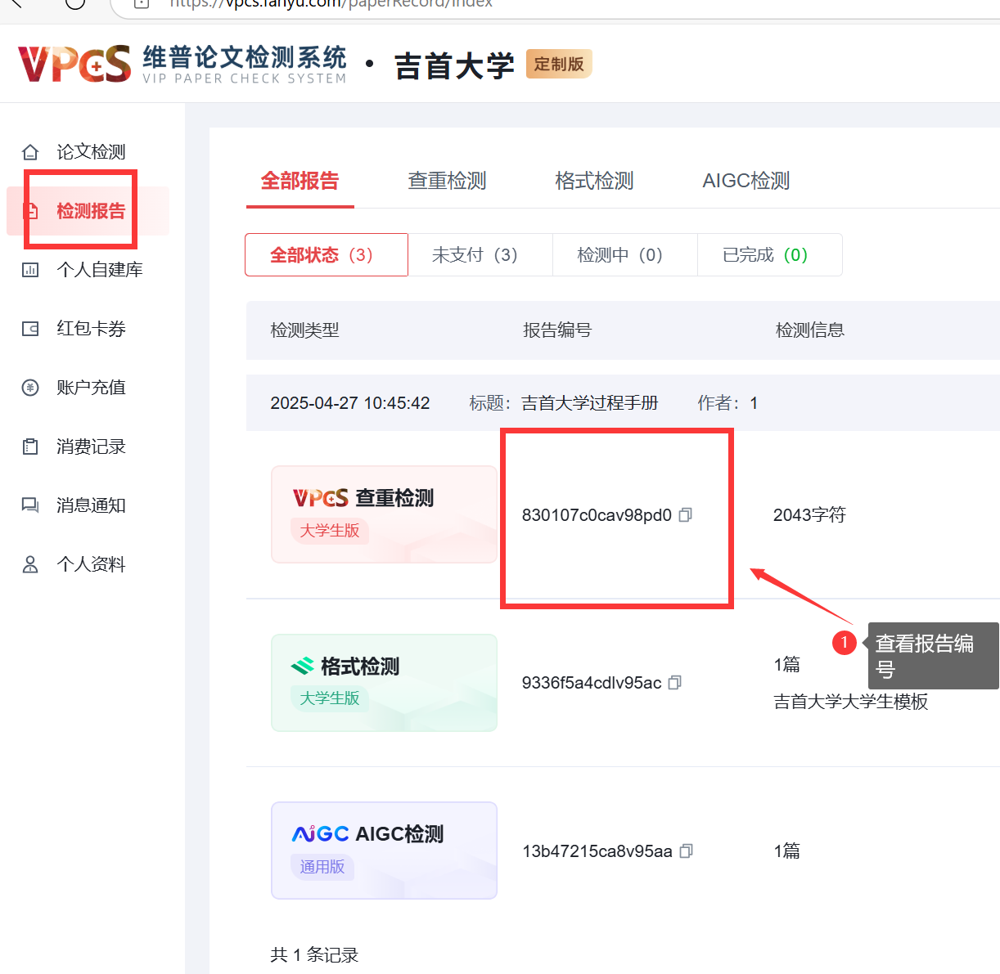 https://vpcs.fanyu.com/paperRecord/index
VPCS 维普论文检测系统 · 吉首大学 定制版
VIP PAPER CHECK SYSTEM
论文检测
检测报告
个人自建库
红包卡券
账户充值
消费记录
消息通知
个人资料
全部报告 查重检测 格式检测 AIGC检测
全部状态（3） 未支付（3） 检测中（0） 已完成（0）
检测类型 报告编号 检测信息
2025-04-27 10:45:42 标题：吉首大学过程手册 作者：1
VPCS 查重检测
大学生版
830107c0cav98pd0
2043字符
1 查看报告编
号
格式检测
大学生版
9336f5a4cdlv95ac
1篇
吉首大学大学生模板
AIGC AIGC检测
通用版
13b47215ca8v95aa
1篇
共 1 条记录